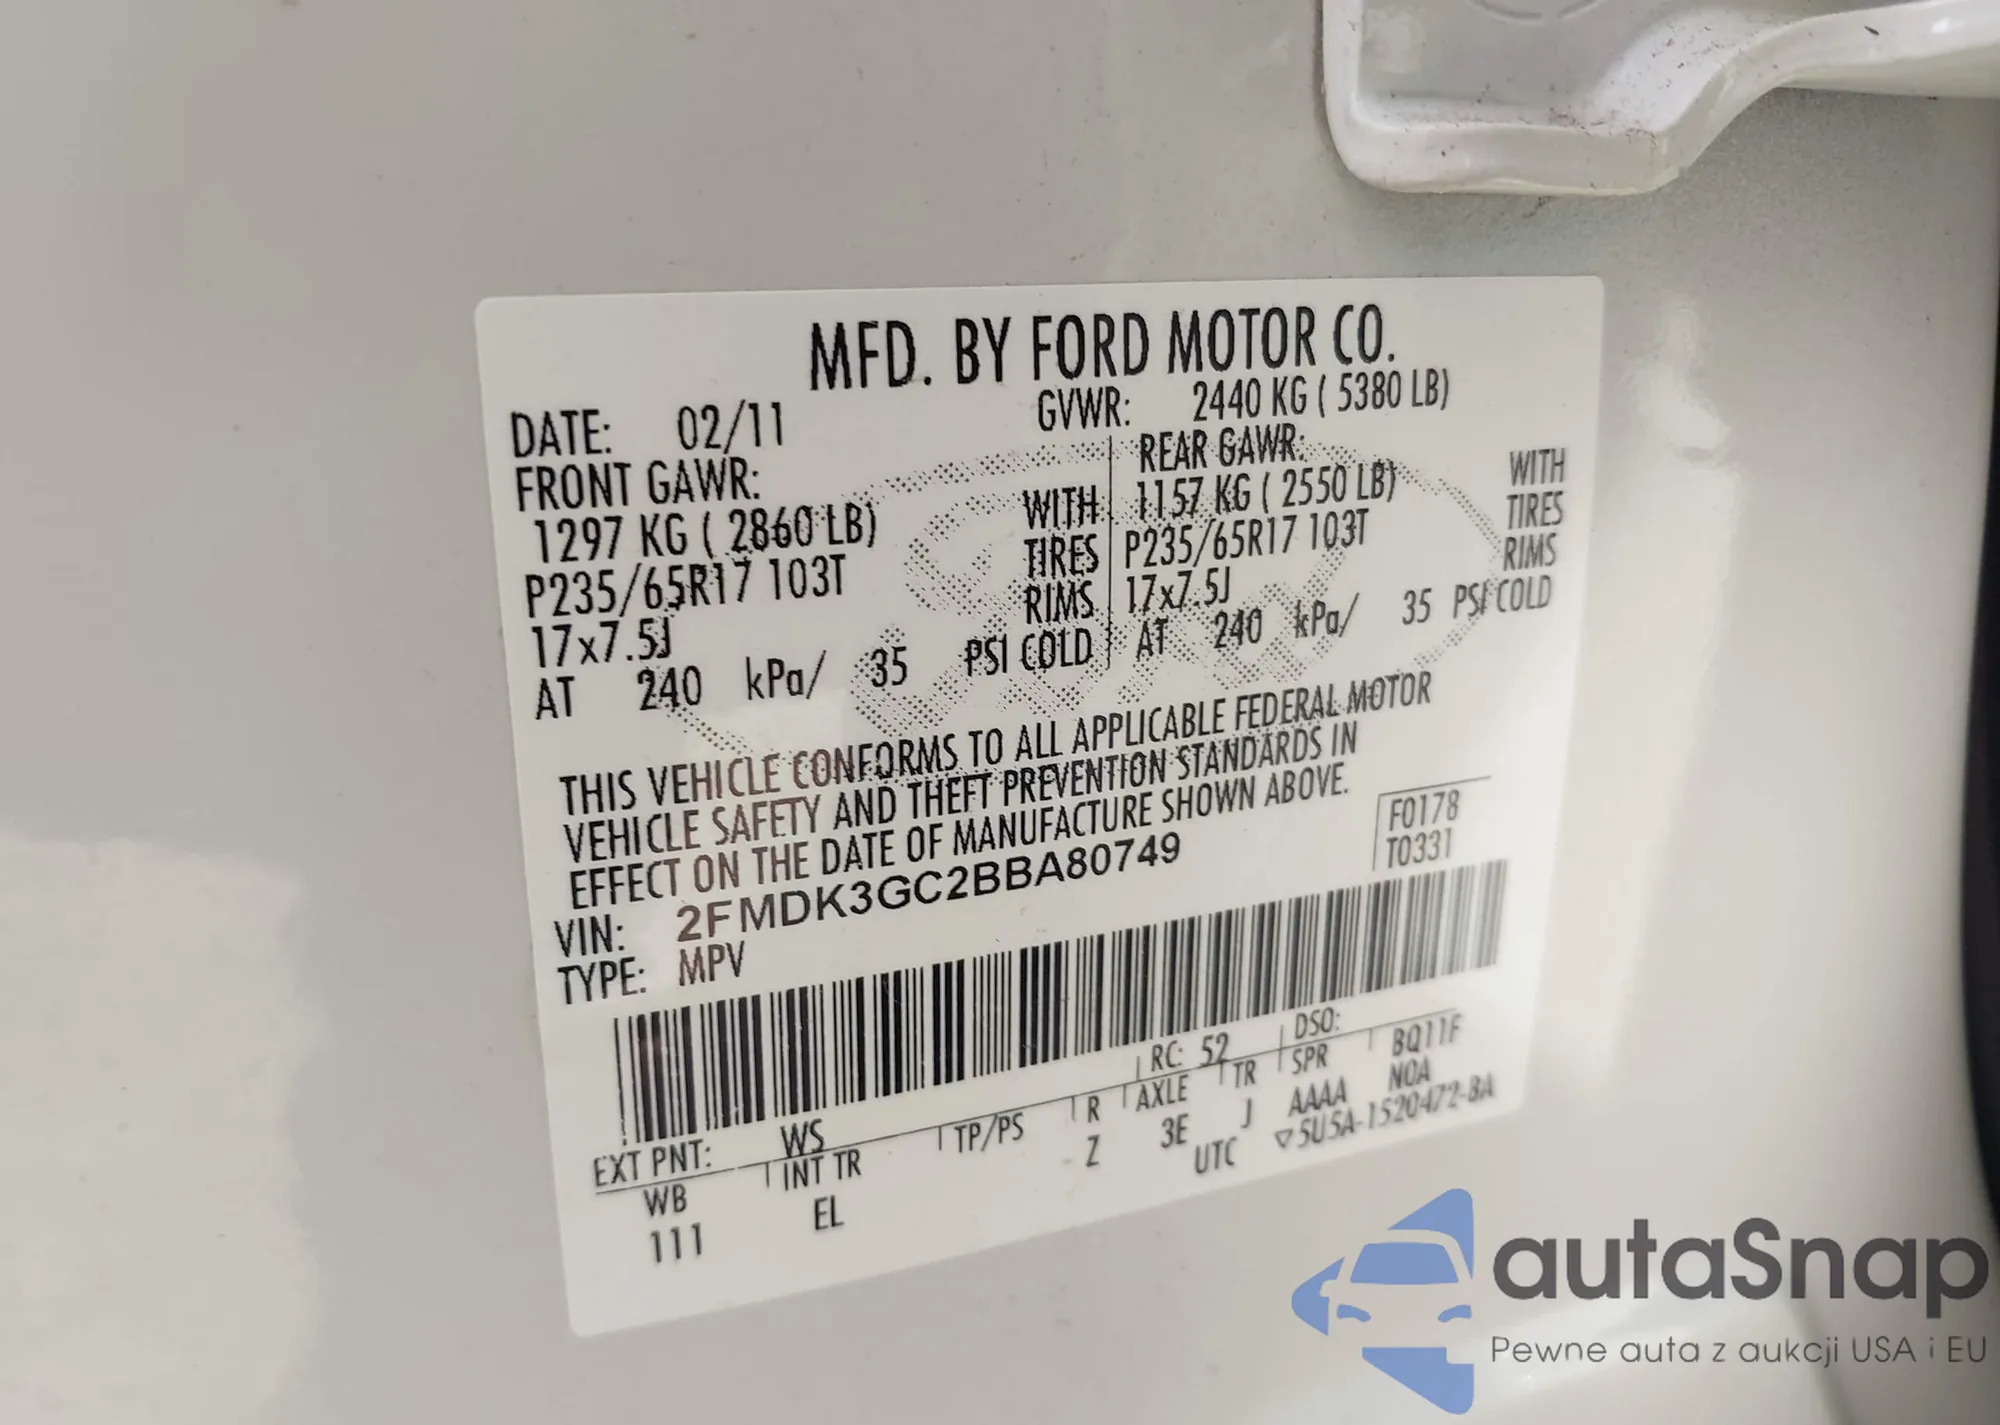 MFD. BY FORD MOTOR CO.
DATE: 02/11
GVWR: 2440 KG ( 5380 LB)
FRONT GAWR:
1297 KG ( 2860 LB) WITH
P235/65R17 103T TIRES
17x7.5J RIMS
AT 240 kPa/ 35 PSI COLD
REAR GAWR:
1157 KG ( 2550 LB) WITH
P235/65R17 103T TIRES
17x7.5J RIMS
AT 240 kPa/ 35 PSI COLD
THIS VEHICLE CONFORMS TO ALL APPLICABLE FEDERAL MOTOR
VEHICLE SAFETY AND THEFT PREVENTION STANDARDS IN
EFFECT ON THE DATE OF MANUFACTURE SHOWN ABOVE.
F0178
T0331
VIN: 2FMDK3GC2BBA80749
TYPE: MPV
EXT PNT: WS RC: 52 DSO:
WB INT TR TP/PS R AXLE TR SPR BQ11F
111 EL Z 3E J AAAA NOA
UTC ▽5U5A-1520472-BA
autaSnap
Pewne auta z aukcji USA i EU